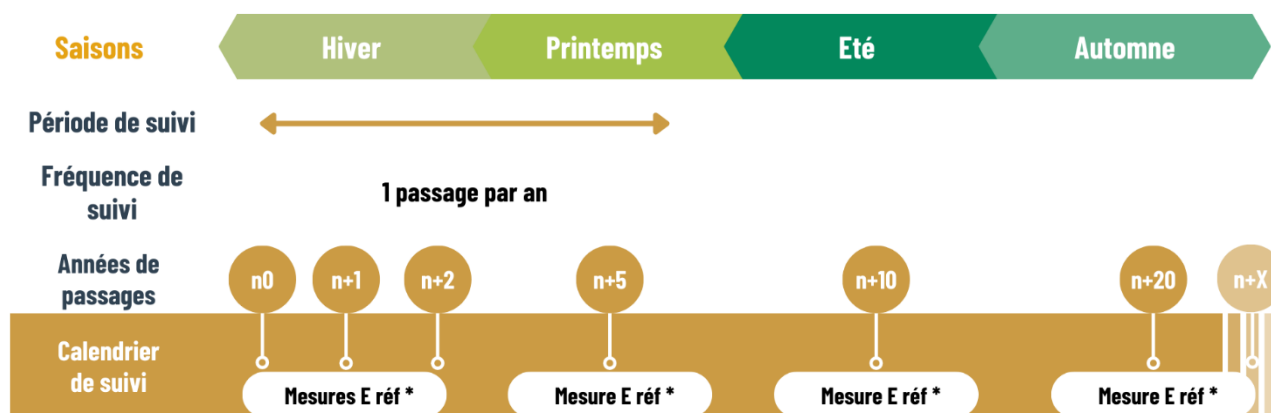 Saisons
Hiver
Printemps
Eté
Automne
Période de suivi
Fréquence de
suivi
1 passage par an
Années de
passages
n0
n+1
n+2
n+5
n+10
n+20
n+X
Calendrier
de suivi
Mesures E réf *
Mesure E réf *
Mesure E réf *
Mesure E réf *